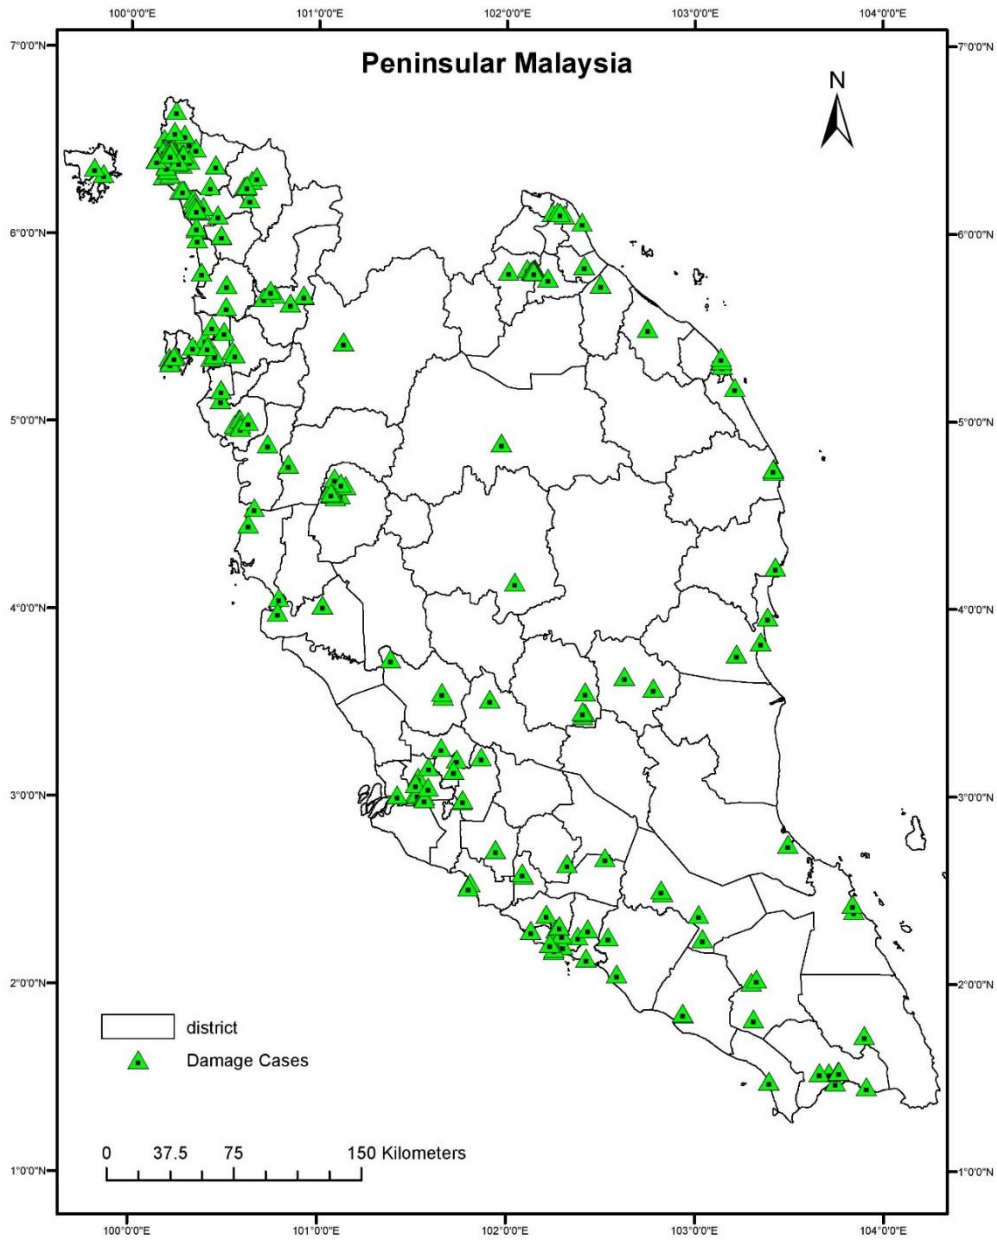 100°0'0"E 101°0'0"E 102°0'0"E 103°0'0"E 104°0'0"E
7°0'0"N 7°0'0"N
Peninsular Malaysia
N
6°0'0"N 6°0'0"N
5°0'0"N 5°0'0"N
4°0'0"N 4°0'0"N
3°0'0"N 3°0'0"N
2°0'0"N 2°0'0"N
district
Damage Cases
0 37.5 75 150 Kilometers
1°0'0"N 1°0'0"N
100°0'0"E 101°0'0"E 102°0'0"E 103°0'0"E 104°0'0"E